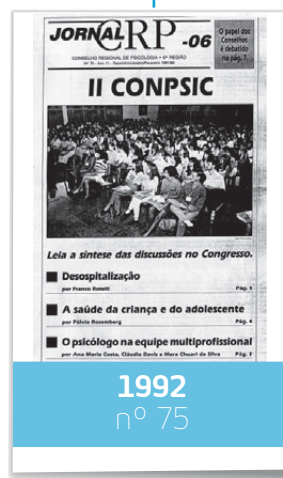 JORNAL CRP -06
O papel dos
Conselhos
é debatido
na pág. 7
CONSELHO REGIONAL DE PSICOLOGIA • 6ª REGIÃO
II CONPSIC
Leia a síntese das discussões no Congresso.
Desospitalização
por Franco Rotelli Pág. 5
A saúde da criança e do adolescente
por Fúlvia Rosemberg Pág. 6
O psicólogo na equipe multiprofissional
por Ana Maria Costa, Cláudia Davis e Mara Chuari da Silva Pág. 3
1992
nº 75